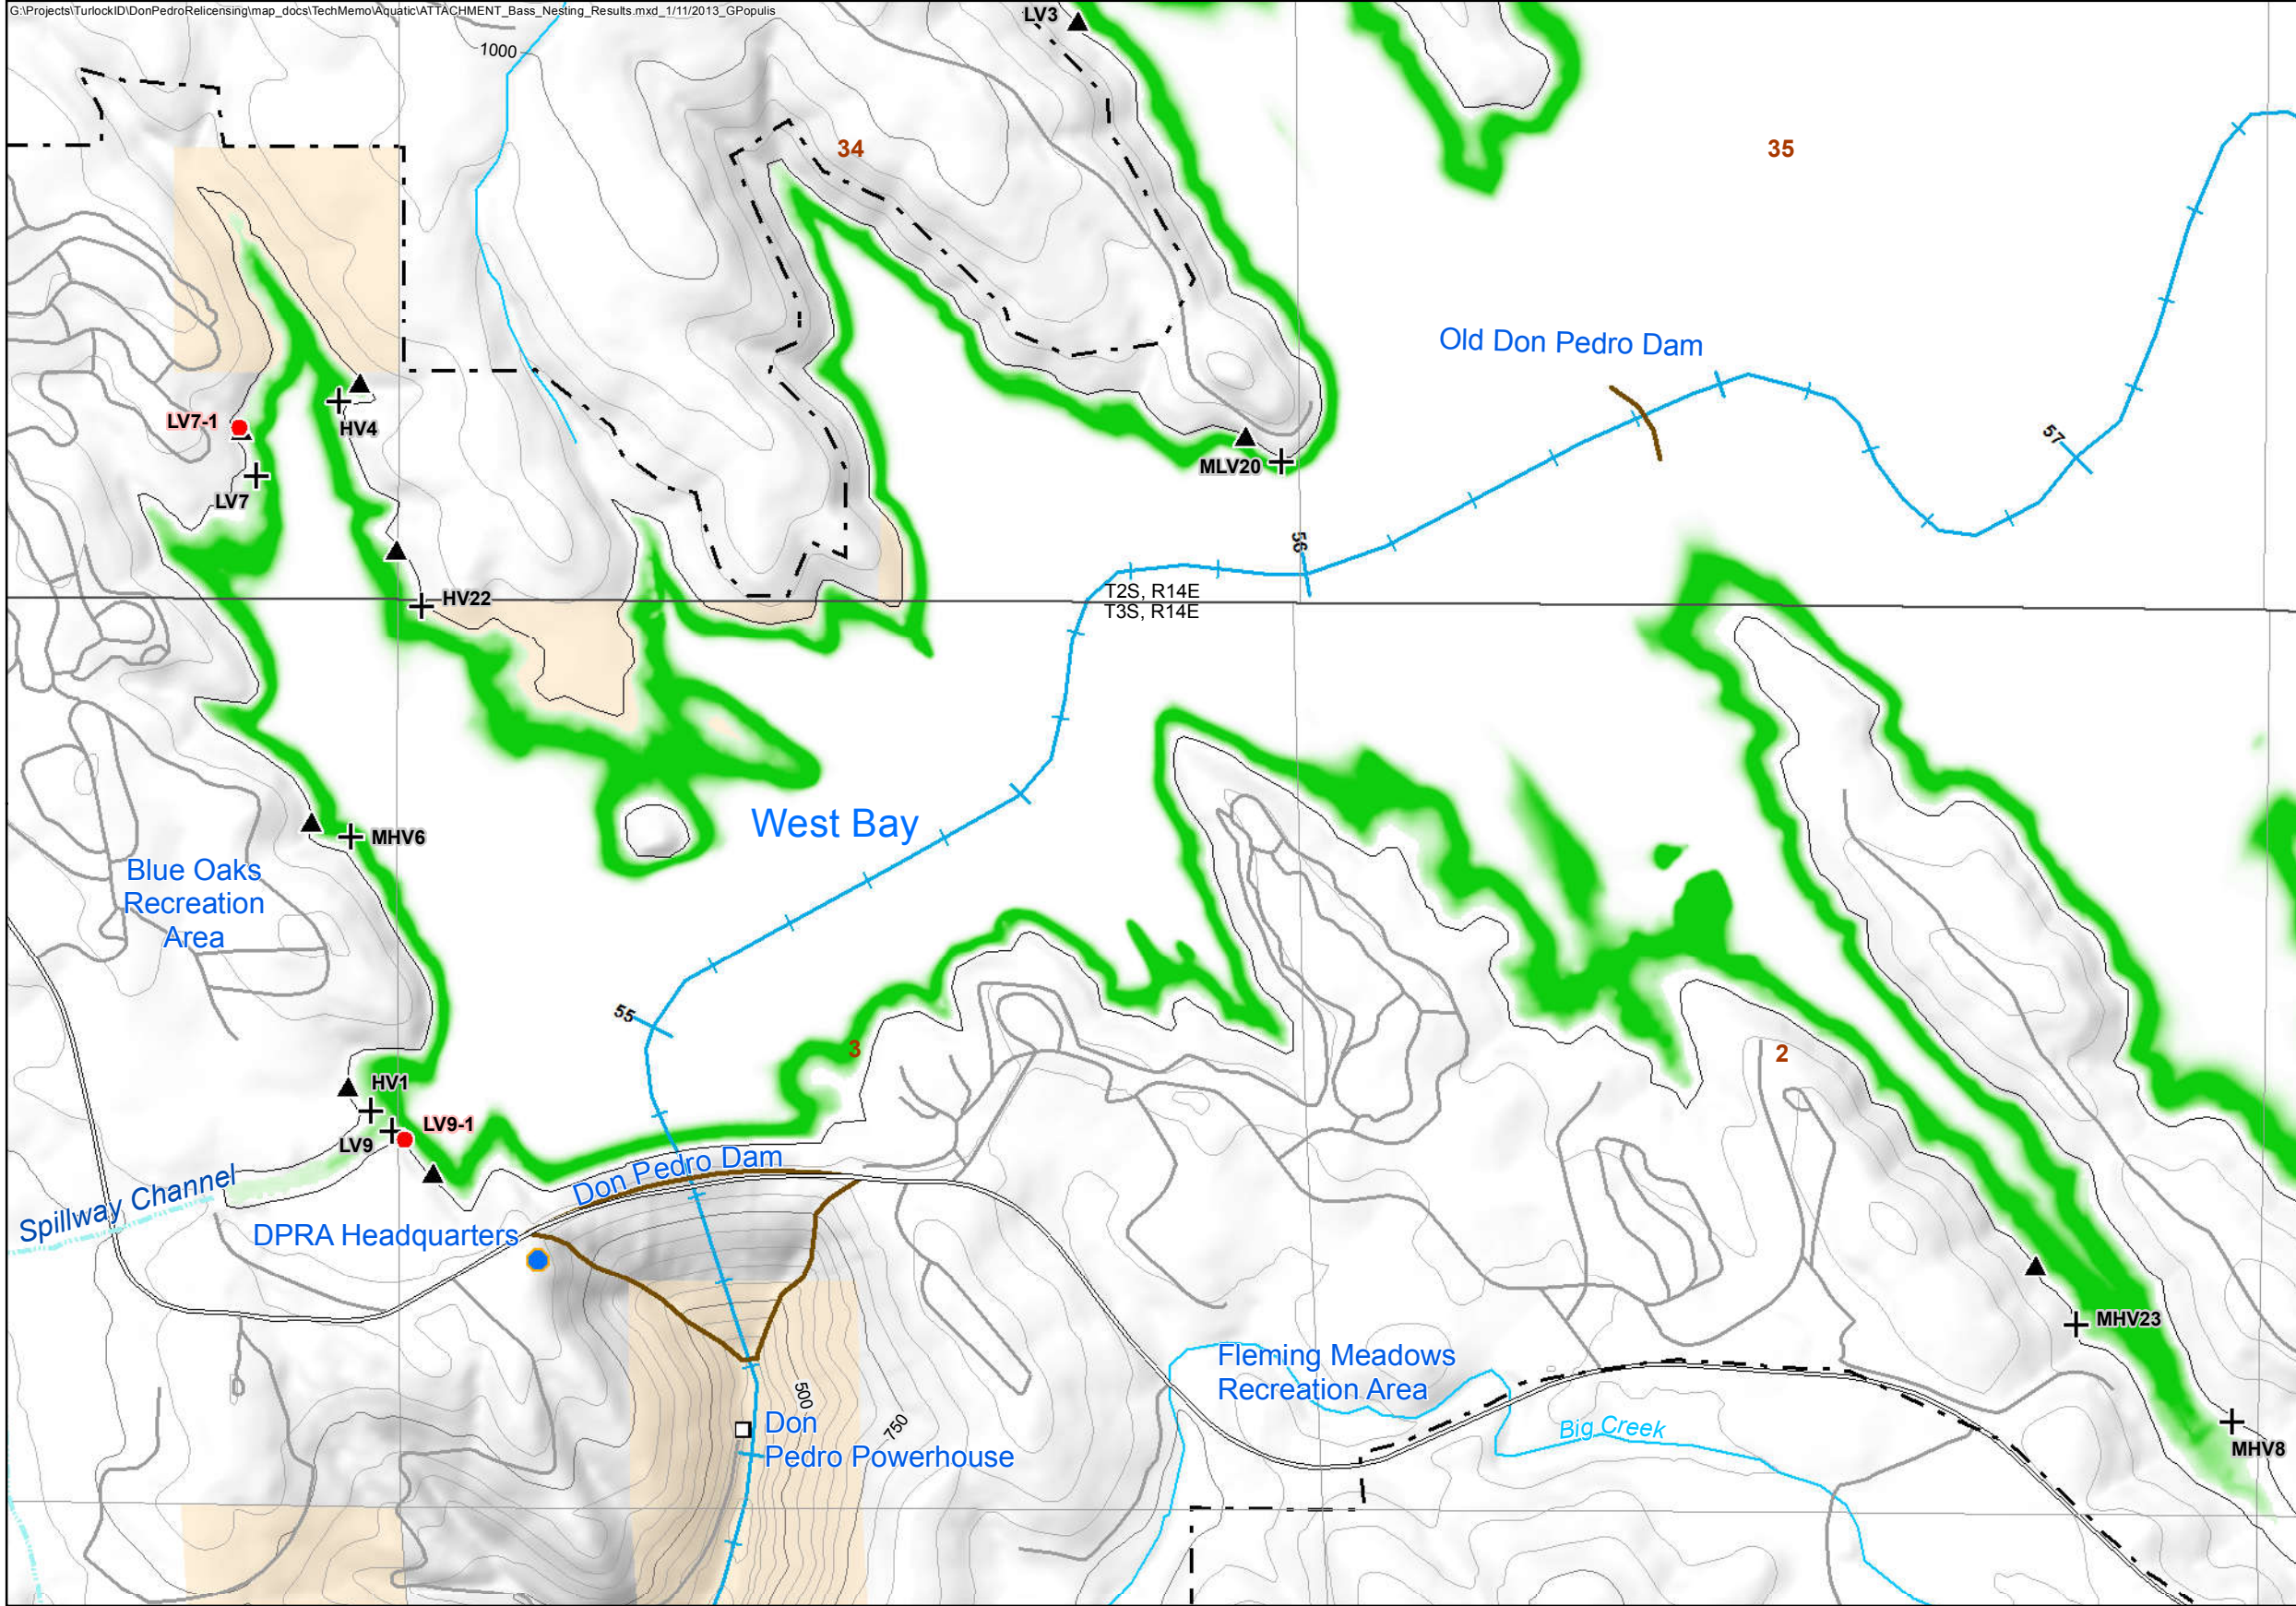 G:\Projects\TurlockID\DonPedroRelicensing\map_docs\TechMemo\Aquatic\ATTACHMENT_Bass_Nesting_Results.mxd_1/11/2013_GPopulis
LV3
1000
34
35
Old Don Pedro Dam
LV7-1
HV4
57
MLV20
LV7
56
T2S, R14E
T3S, R14E
HV22
West Bay
MHV6
Blue Oaks
Recreation
Area
55
3
2
HV1
LV9-1
LV9
Don Pedro Dam
Spillway Channel
DPRA Headquarters
MHV23
Fleming Meadows
Recreation Area
500
750
Don
Pedro Powerhouse
Big Creek
MHV8